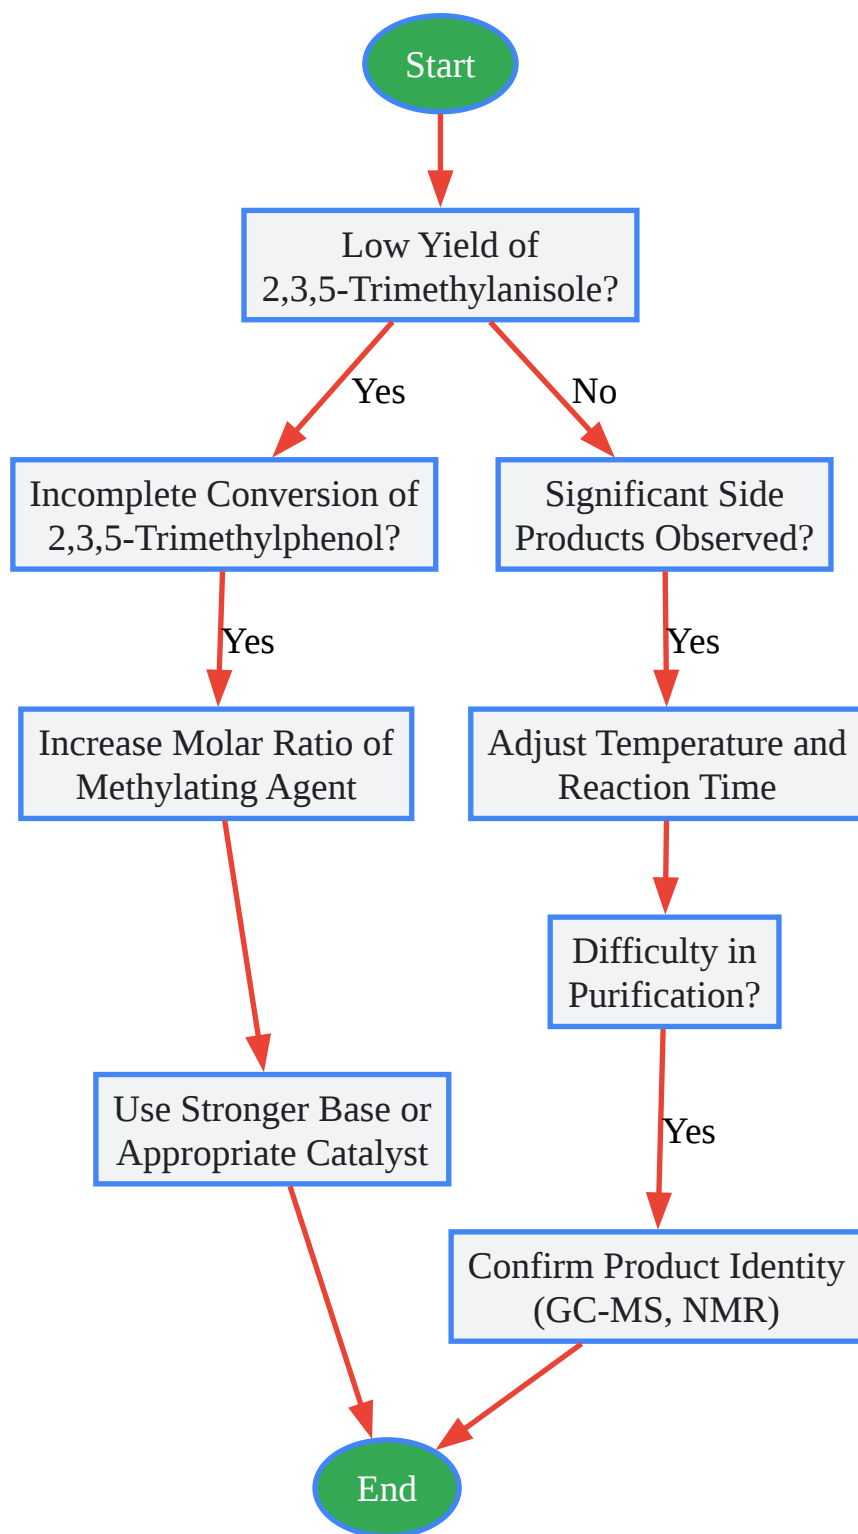 Start
Low Yield of
2,3,5-Trimethylanisole?
Yes
No
Incomplete Conversion of
2,3,5-Trimethylphenol?
Significant Side
Products Observed?
Yes
Yes
Increase Molar Ratio of
Methylating Agent
Adjust Temperature and
Reaction Time
Difficulty in
Purification?
Use Stronger Base or
Appropriate Catalyst
Yes
Confirm Product Identity
(GC-MS, NMR)
End